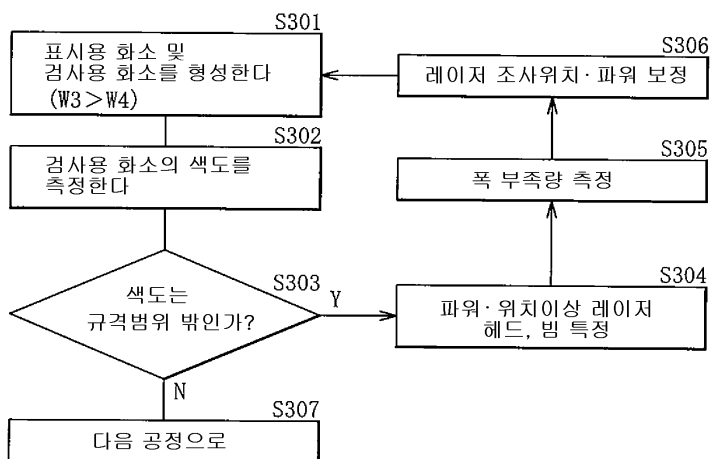 S301
표시용 화소 및
검사용 화소를 형성한다
(W3＞W4)
S302
검사용 화소의 색도를
측정한다
S303
색도는
규격범위 밖인가?
Y
N
S304
파워·위치이상 레이저
헤드, 빔 특정
S305
폭 부족량 측정
S306
레이저 조사위치·파워 보정
S307
다음 공정으로